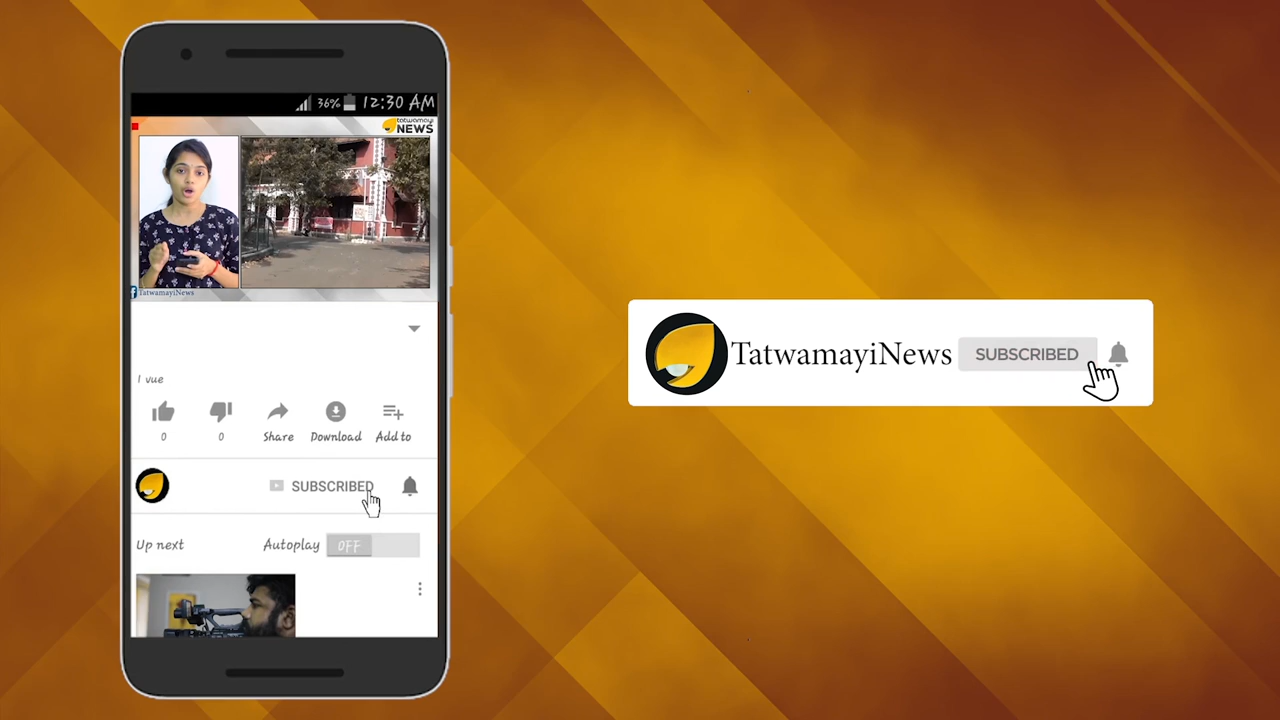 36% 12:30 AM
tatwamayi
NEWS
TatwamayiNews
1 vue
0 0 Share Download Add to
SUBSCRIBED
Up next Autoplay OFF
TatwamayiNews SUBSCRIBED